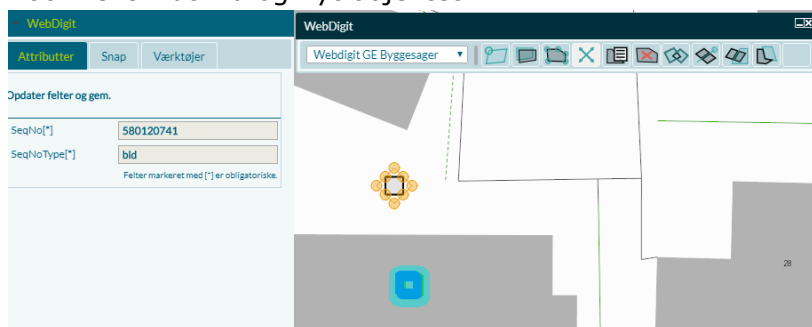 WebDigit
Attributter
Snap
Værktøjer
Opdater felter og gem.
SeqNo[*]
580120741
SeqNoType[*]
bld
Felter markeret med [*] er obligatoriske.
WebDigit
Webdigit GE Byggesager
28